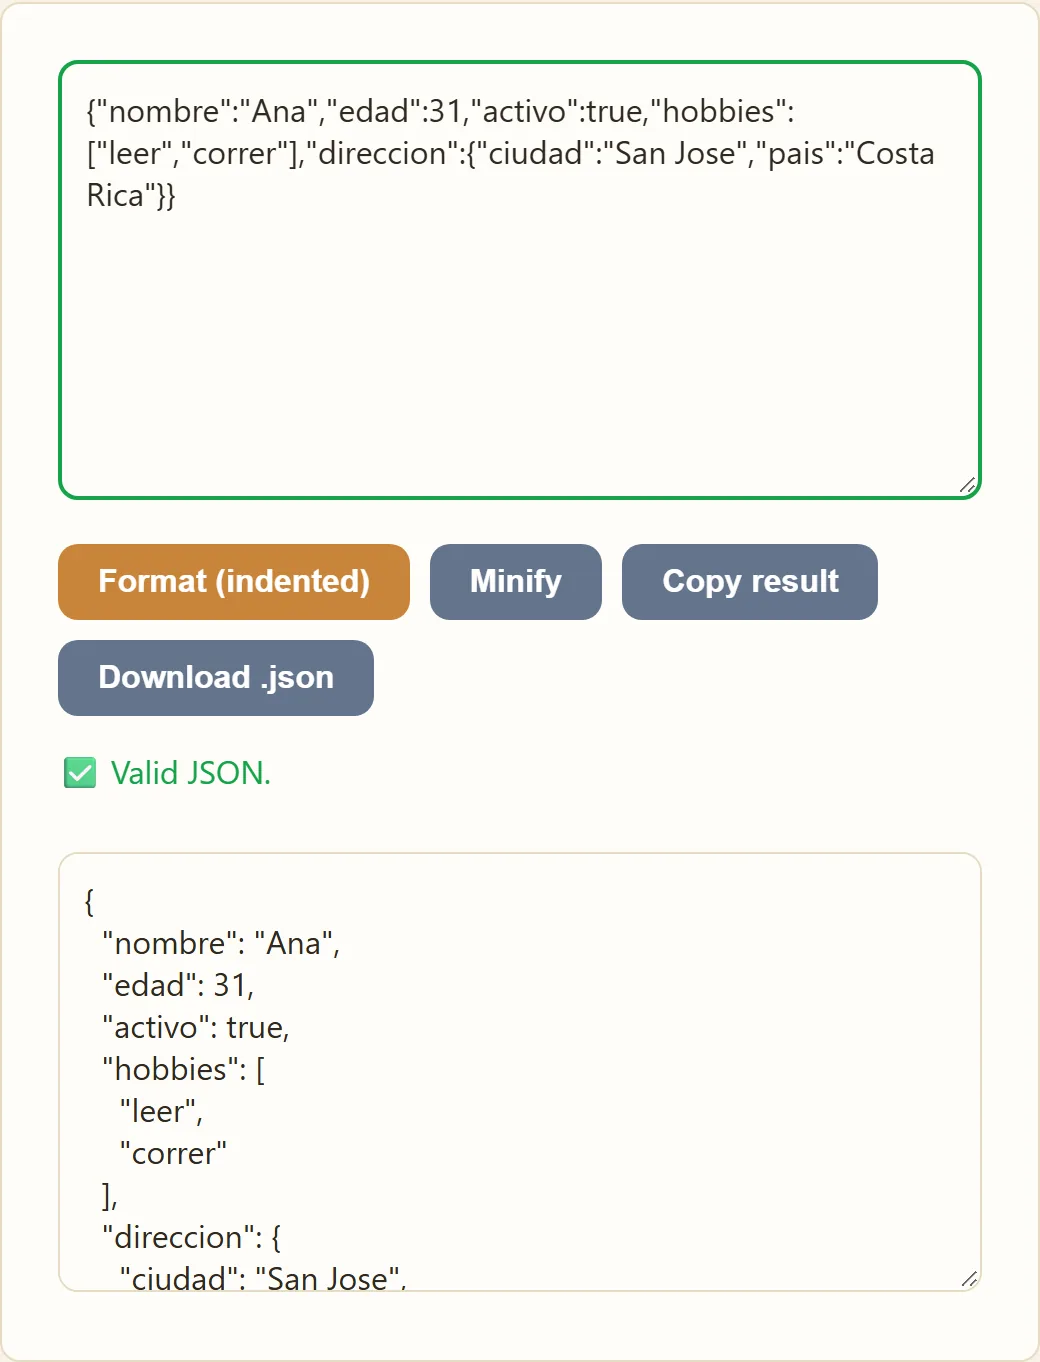 {"nombre":"Ana","edad":31,"activo":true,"hobbies":
["leer","correr"],"direccion":{"ciudad":"San Jose","pais":"Costa
Rica"}}
Format (indented) Minify Copy result
Download .json
✅ Valid JSON.
{
  "nombre": "Ana",
  "edad": 31,
  "activo": true,
  "hobbies": [
    "leer",
    "correr"
  ],
  "direccion": {
    "ciudad": "San Jose",